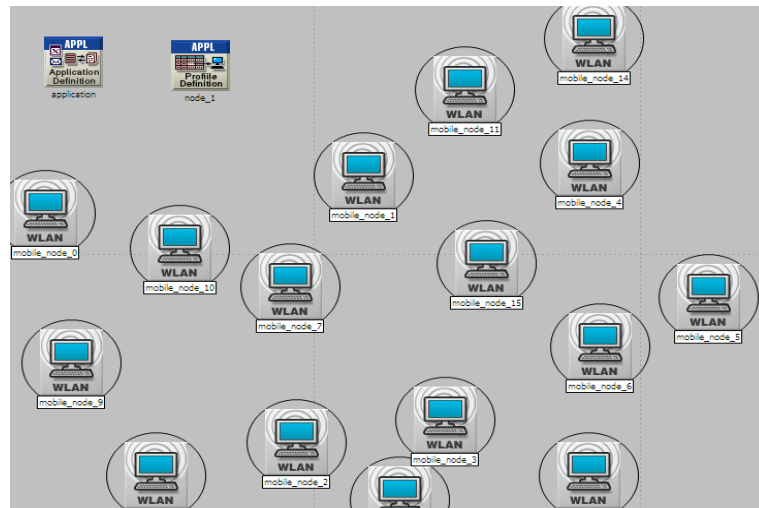 APPL
Application
Definition
application
APPL
Profile
Definition
node_1
WLAN
mobile_node_14
WLAN
mobile_node_11
WLAN
mobile_node_4
WLAN
mobile_node_1
WLAN
mobile_node_0
WLAN
mobile_node_10
WLAN
mobile_node_15
WLAN
mobile_node_7
WLAN
mobile_node_5
WLAN
mobile_node_6
WLAN
mobile_node_9
WLAN
mobile_node_3
WLAN
mobile_node_2
WLAN
WLAN